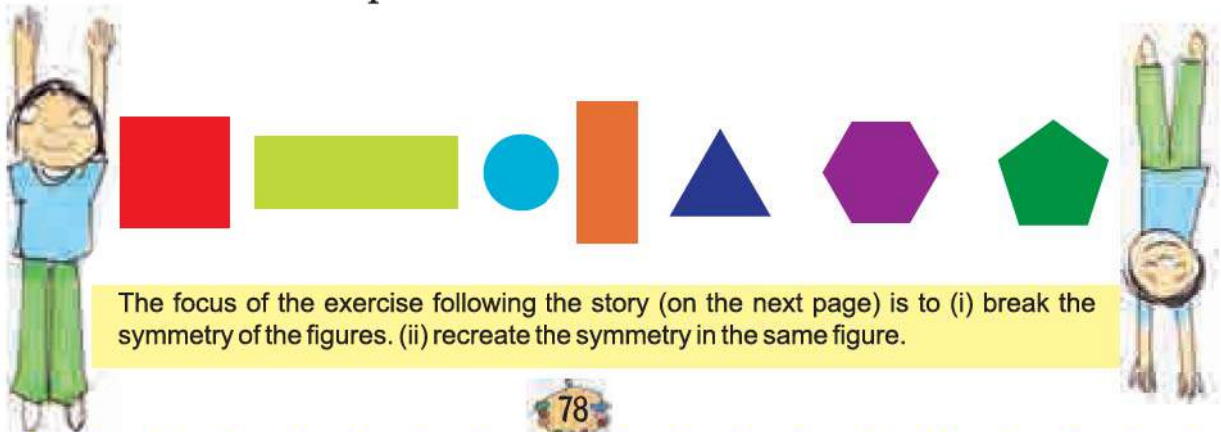 The focus of the exercise following the story (on the next page) is to (i) break the
symmetry of the figures. (ii) recreate the symmetry in the same figure.
78